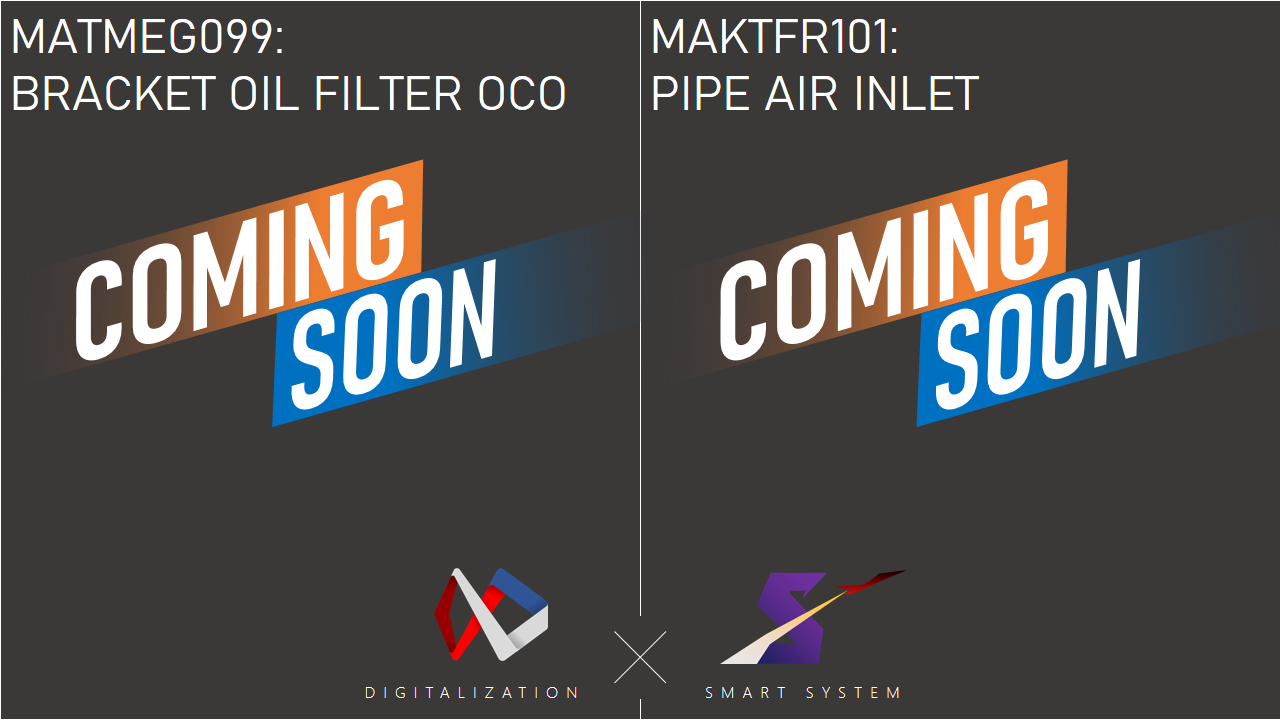 MATMEG099:
BRACKET OIL FILTER OCO
COMING
SOON
MAKTFR101:
PIPE AIR INLET
COMING
SOON
DIGITALIZATION
SMART SYSTEM